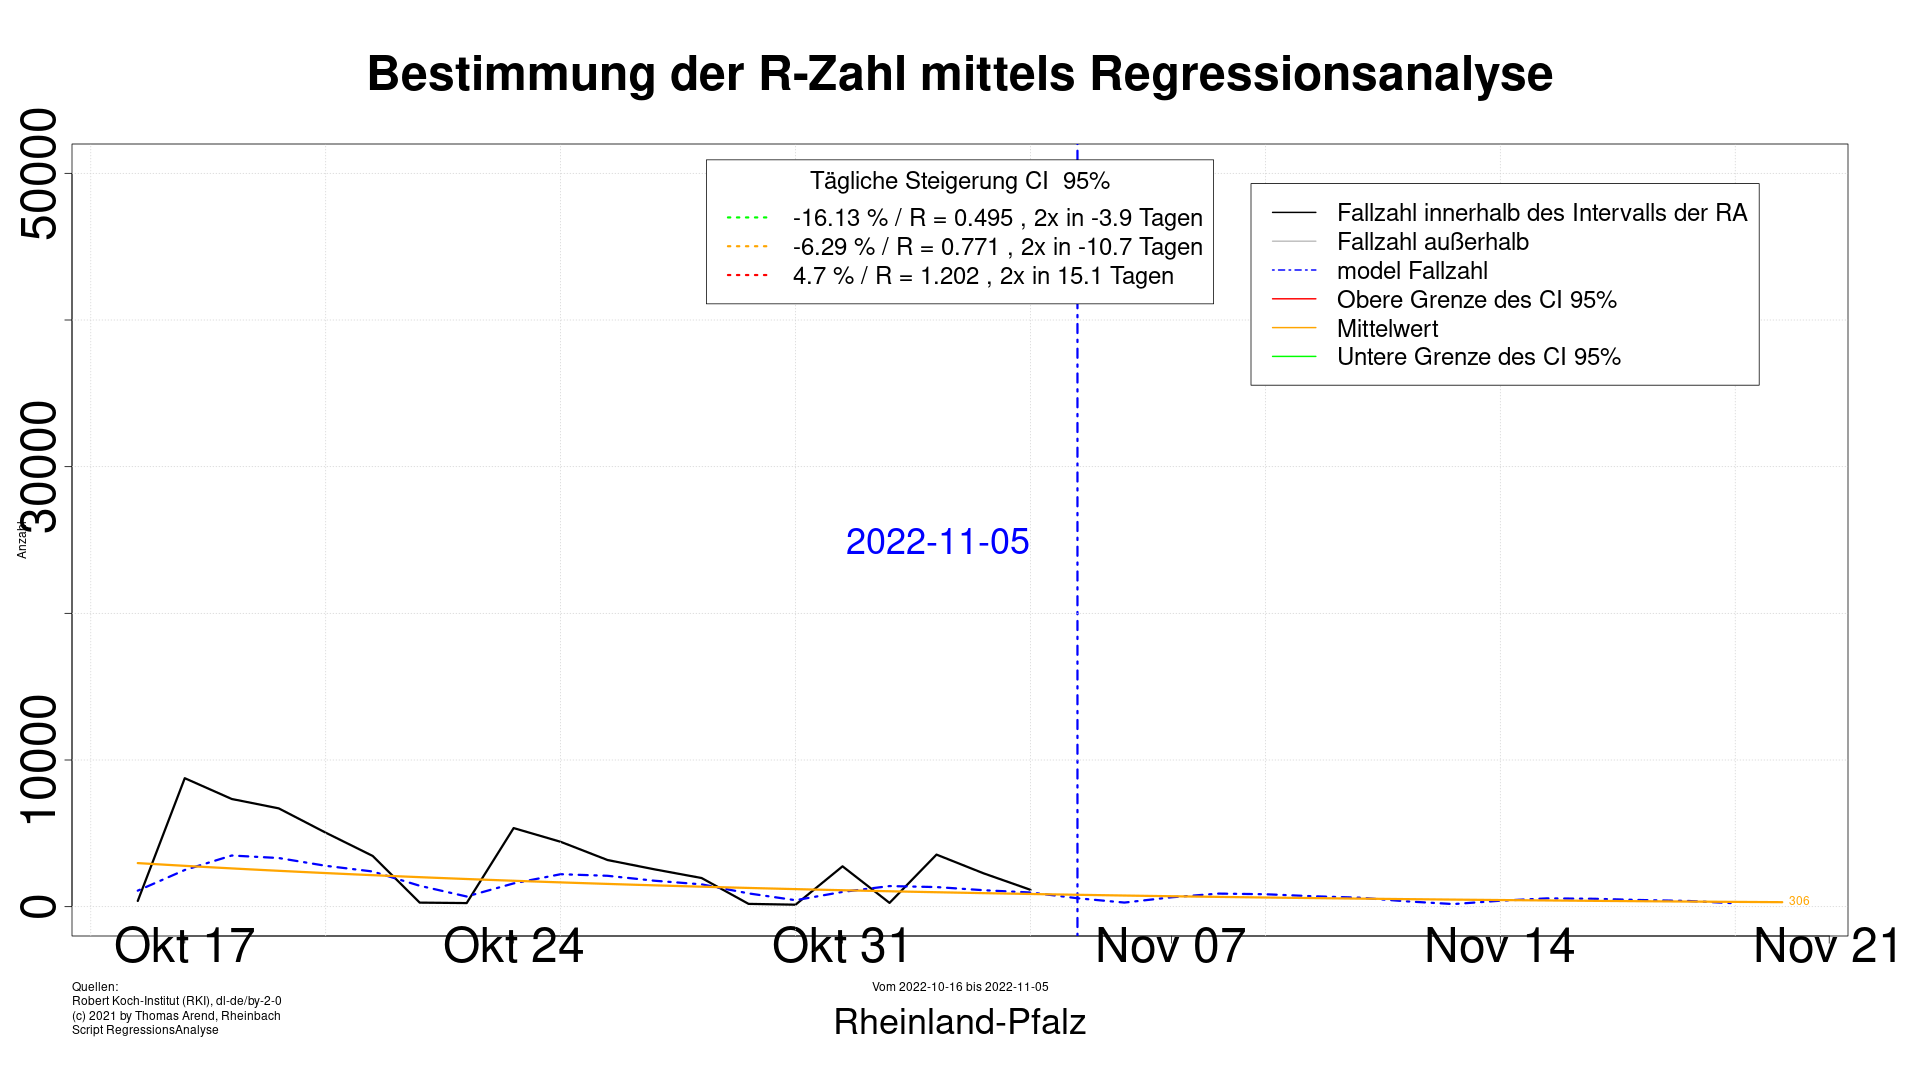 Bestimmung der R-Zahl mittels Regressionsanalyse
50000
30000
10000
0
Anzahl
Tägliche Steigerung CI  95%
-16.13 % / R = 0.495 , 2x in -3.9 Tagen
-6.29 % / R = 0.771 , 2x in -10.7 Tagen
4.7 % / R = 1.202 , 2x in 15.1 Tagen
Fallzahl innerhalb des Intervalls der RA
Fallzahl außerhalb
model Fallzahl
Obere Grenze des CI 95%
Mittelwert
Untere Grenze des CI 95%
2022-11-05
306
Okt 17
Okt 24
Okt 31
Nov 07
Nov 14
Nov 21
Quellen:
Robert Koch-Institut (RKI), dl-de/by-2-0
(c) 2021 by Thomas Arend, Rheinbach
Script RegressionsAnalyse
Vom 2022-10-16 bis 2022-11-05
Rheinland-Pfalz